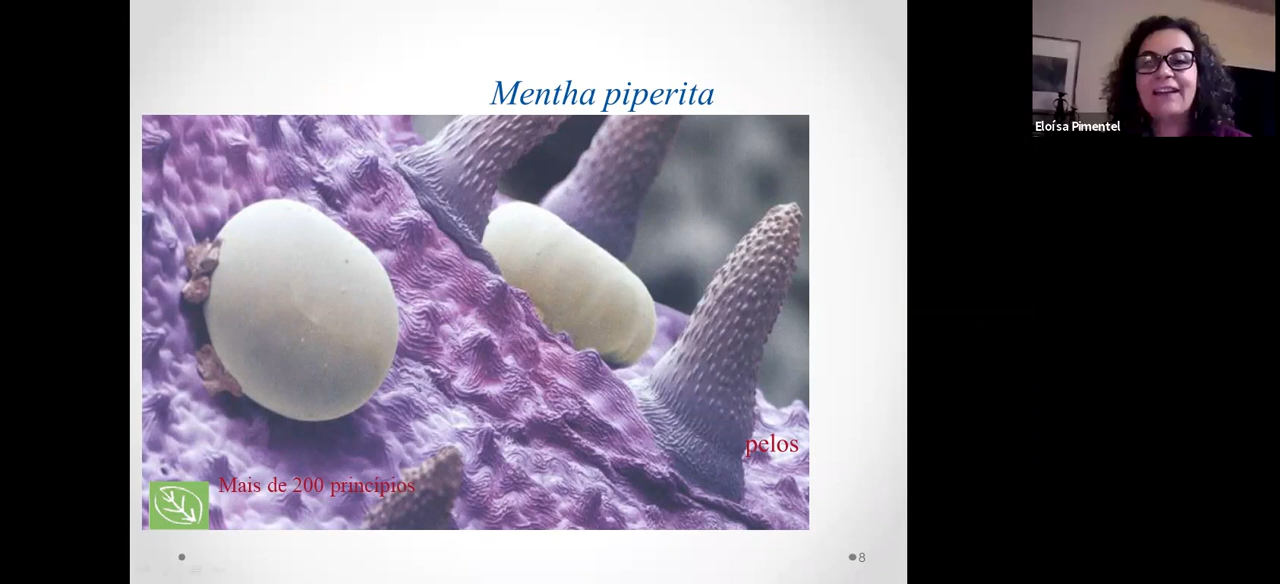 Mentha piperita
Eloísa Pimentel
pelos
Mais de 200 princípios
8